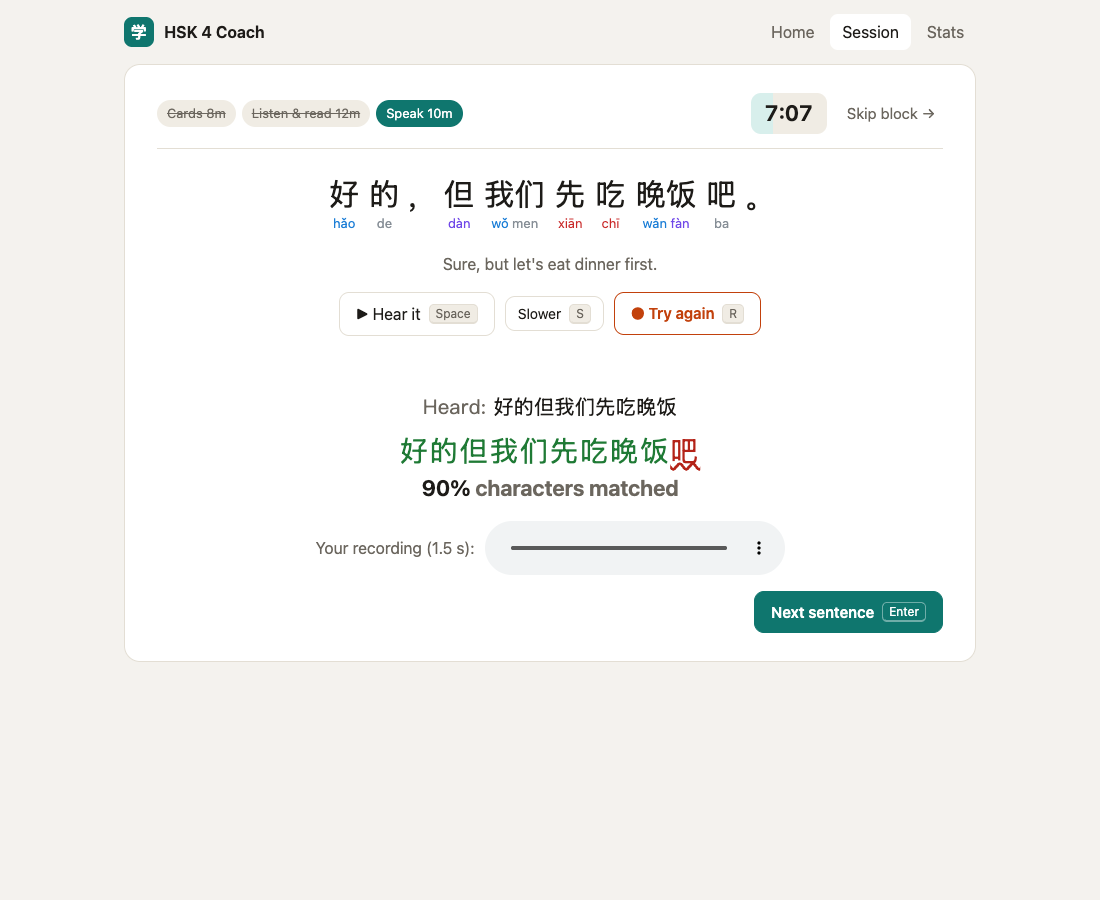 学 HSK 4 Coach Home Session Stats
Cards 8m Listen & read 12m Speak 10m 7:07 Skip block →
好 的 ， 但 我们 先 吃 晚饭 吧 。
hǎo de dàn wǒ men xiān chī wǎn fàn ba
Sure, but let's eat dinner first.
▶ Hear it Space Slower S ● Try again R
Heard: 好的但我们先吃晚饭
好的但我们先吃晚饭吧
90% characters matched
Your recording (1.5 s):
Next sentence Enter